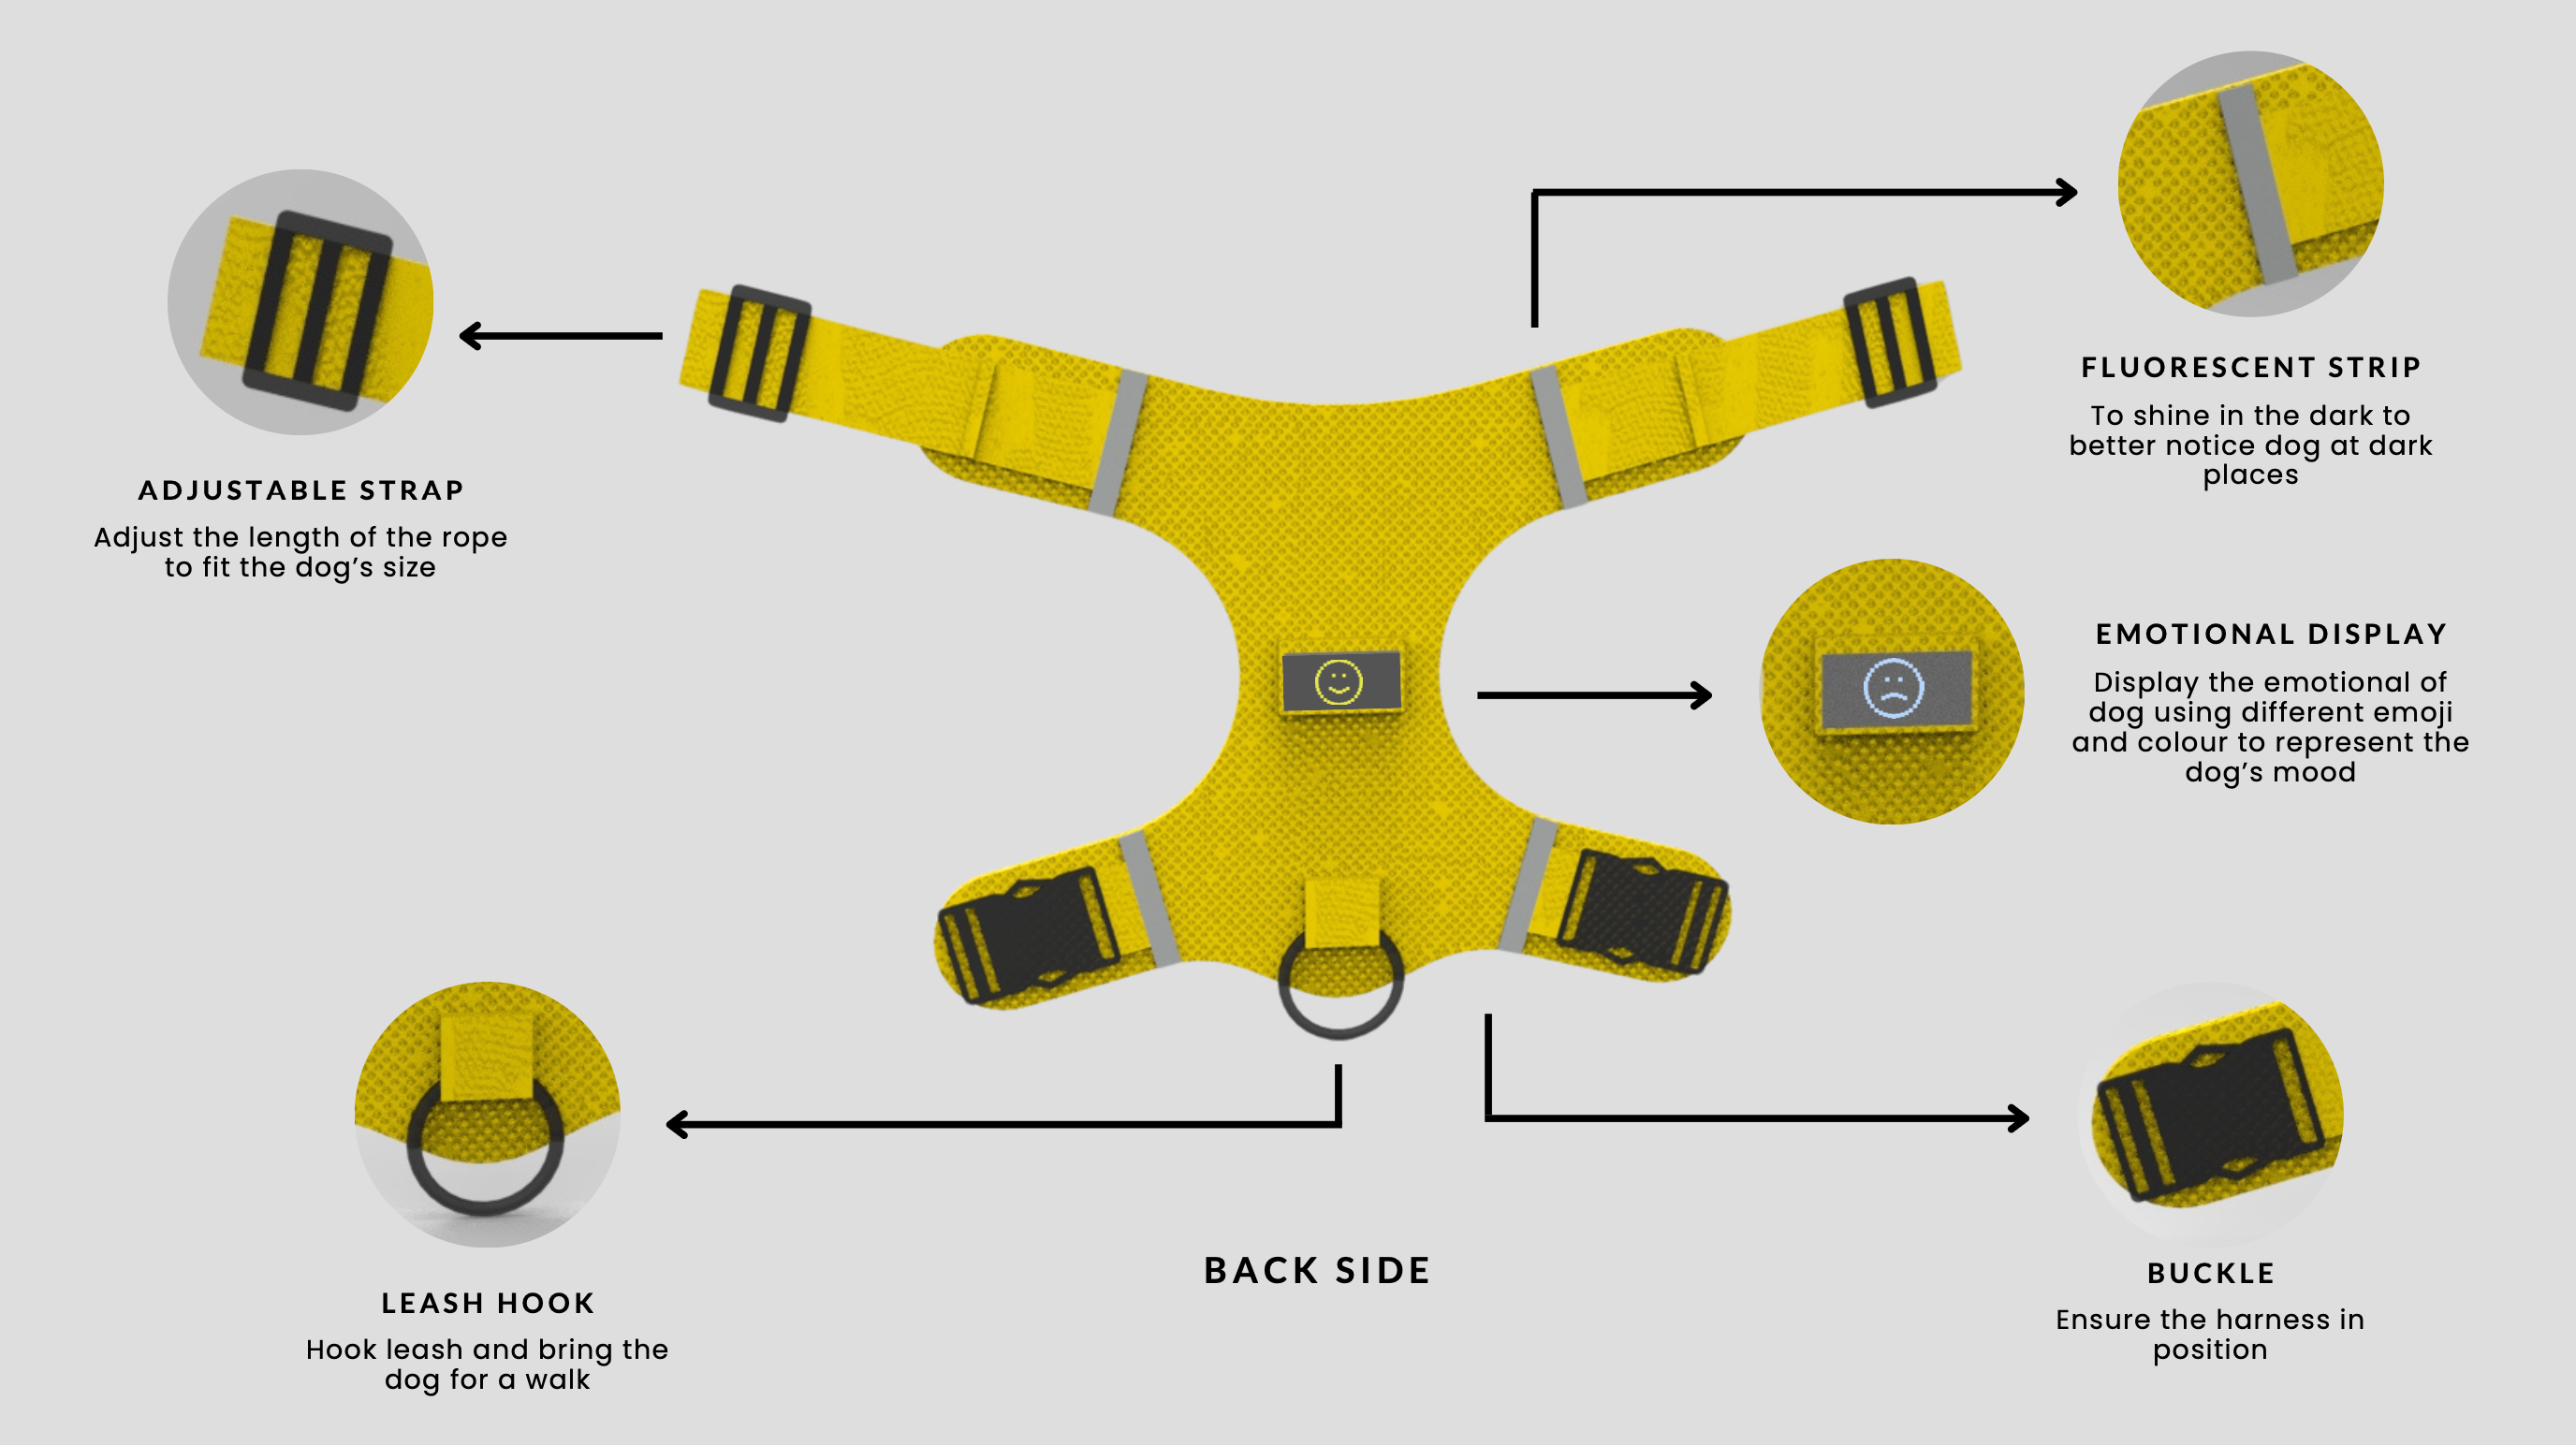 FLUORESCENT STRIP
To shine in the dark to
better notice dog at dark
places
ADJUSTABLE STRAP
Adjust the length of the rope
to fit the dog’s size
EMOTIONAL DISPLAY
Display the emotional of
dog using different emoji
and colour to represent the
dog’s mood
BACK SIDE
LEASH HOOK
Hook leash and bring the
dog for a walk
BUCKLE
Ensure the harness in
position